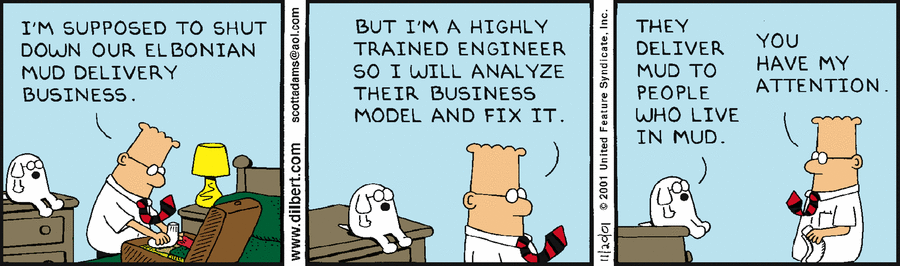 I'M SUPPOSED TO SHUT
DOWN OUR ELBONIAN
MUD DELIVERY
BUSINESS.
www.dilbert.com scottadams@aol.com
BUT I'M A HIGHLY
TRAINED ENGINEER
SO I WILL ANALYZE
THEIR BUSINESS
MODEL AND FIX IT.
11/20/01 © 2001 United Feature Syndicate, Inc.
THEY
DELIVER
MUD TO
PEOPLE
WHO LIVE
IN MUD.
YOU
HAVE MY
ATTENTION.